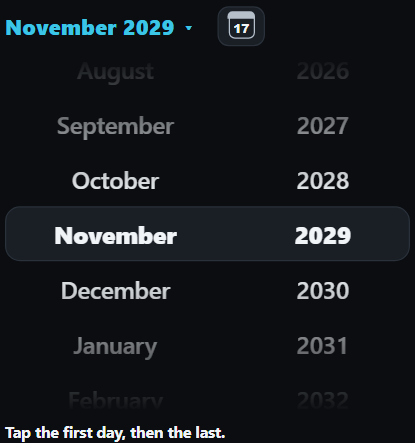 November 2029
17
August 2026
September 2027
October 2028
November 2029
December 2030
January 2031
February 2032
Tap the first day, then the last.